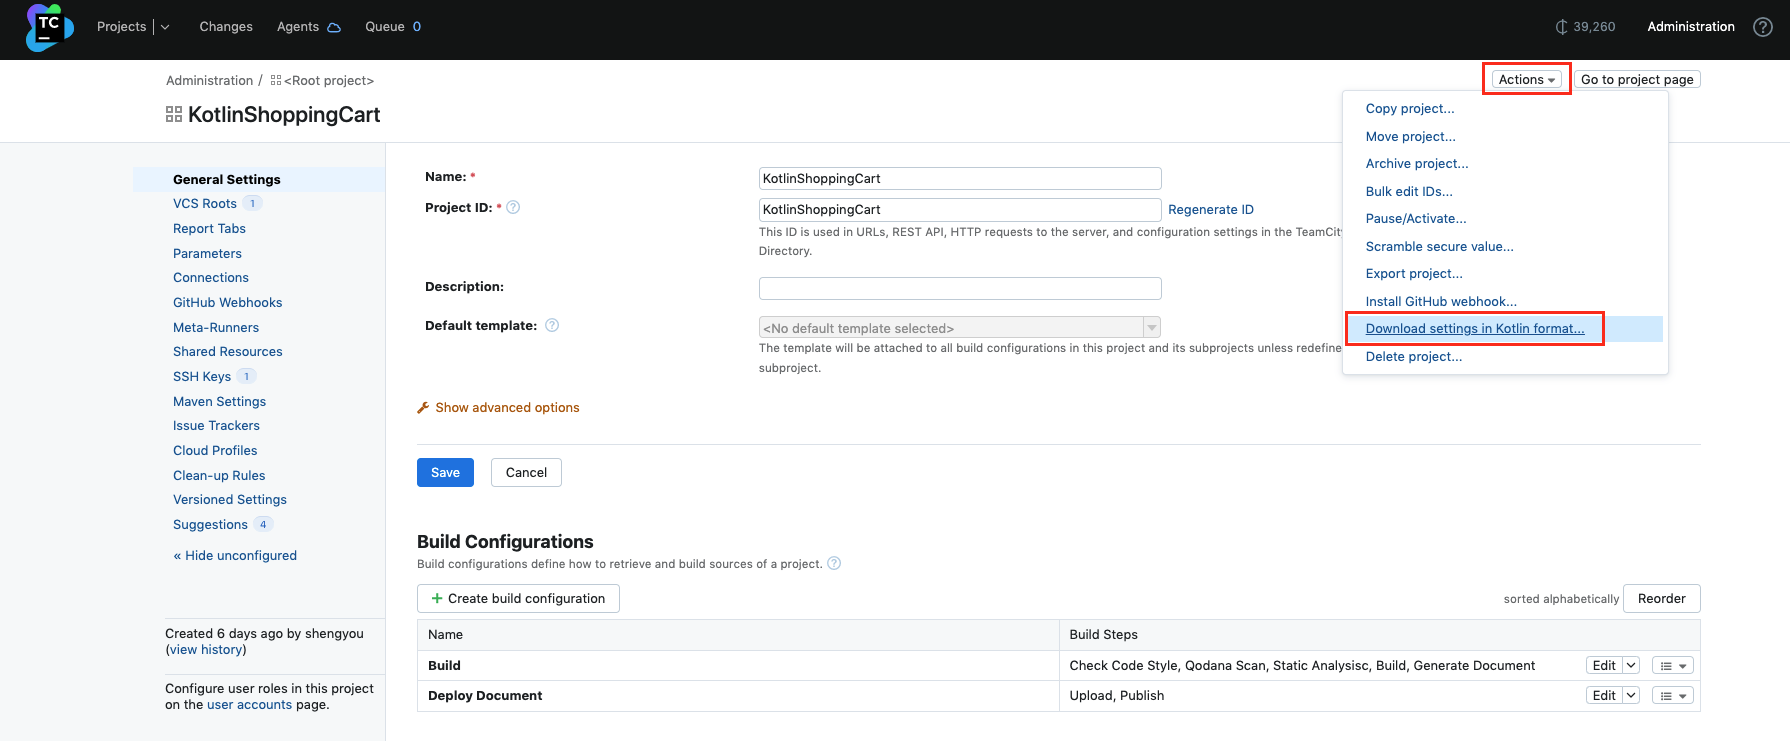 TC
Projects
Changes
Agents
Queue 0
39,260
Administration
?
Administration / <Root project>
Actions
Go to project page
KotlinShoppingCart
Copy project...
Move project...
Archive project...
Bulk edit IDs...
Pause/Activate...
Scramble secure value...
Export project...
Install GitHub webhook...
Download settings in Kotlin format...
Delete project...
General Settings
VCS Roots 1
Report Tabs
Parameters
Connections
GitHub Webhooks
Meta-Runners
Shared Resources
SSH Keys 1
Maven Settings
Issue Trackers
Cloud Profiles
Clean-up Rules
Versioned Settings
Suggestions 4
« Hide unconfigured
Created 6 days ago by shengyou
(view history)
Configure user roles in this project
on the user accounts page.
Name: *
KotlinShoppingCart
Project ID: * ?
KotlinShoppingCart
Regenerate ID
This ID is used in URLs, REST API, HTTP requests to the server, and configuration settings in the TeamCity
Directory.
Description:
Default template: ?
<No default template selected>
The template will be attached to all build configurations in this project and its subprojects unless redefine
subproject.
Show advanced options
Save
Cancel
Build Configurations
Build configurations define how to retrieve and build sources of a project. ?
+ Create build configuration
sorted alphabetically
Reorder
Name
Build Steps
Build
Check Code Style, Qodana Scan, Static Analysisc, Build, Generate Document
Edit
Deploy Document
Upload, Publish
Edit